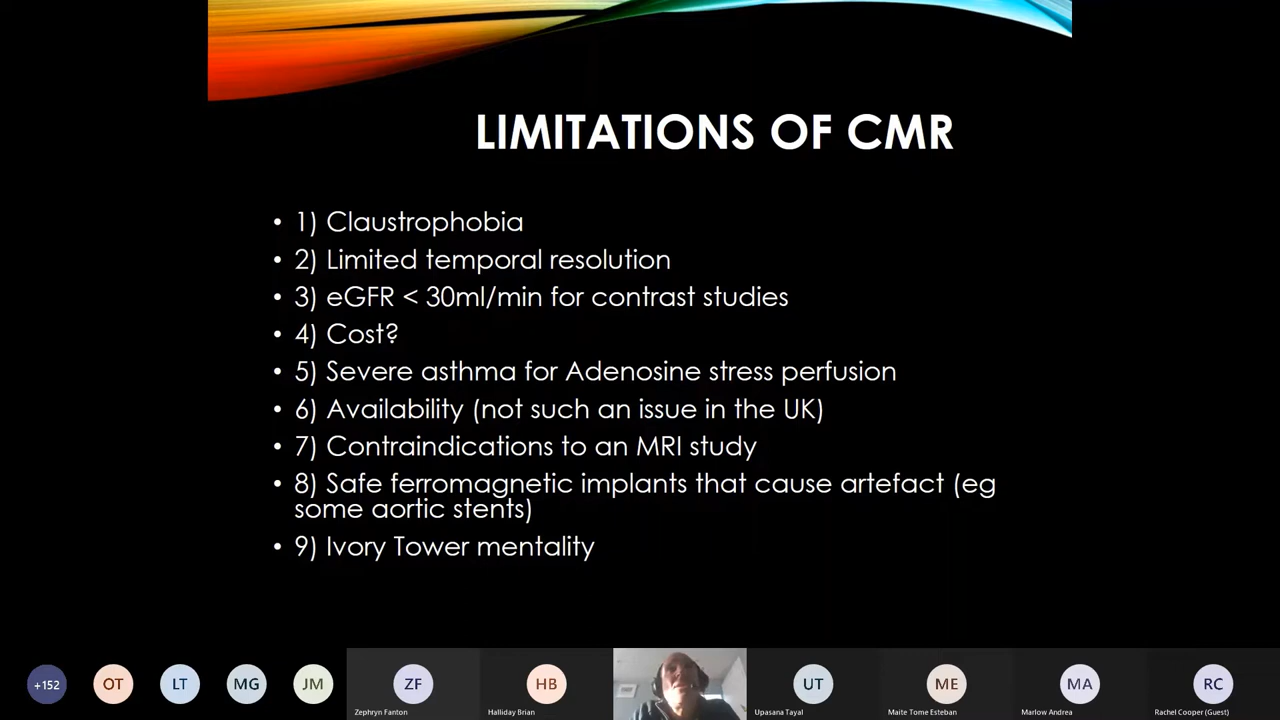 LIMITATIONS OF CMR
• 1) Claustrophobia
• 2) Limited temporal resolution
• 3) eGFR < 30ml/min for contrast studies
• 4) Cost?
• 5) Severe asthma for Adenosine stress perfusion
• 6) Availability (not such an issue in the UK)
• 7) Contraindications to an MRI study
• 8) Safe ferromagnetic implants that cause artefact (eg
some aortic stents)
• 9) Ivory Tower mentality
+152 OT LT MG JM ZF HB UT ME MA RC
Zephryn Fanton Halliday Brian Upasana Tayal Maite Tome Esteban Marlow Andrea Rachel Cooper (Guest)